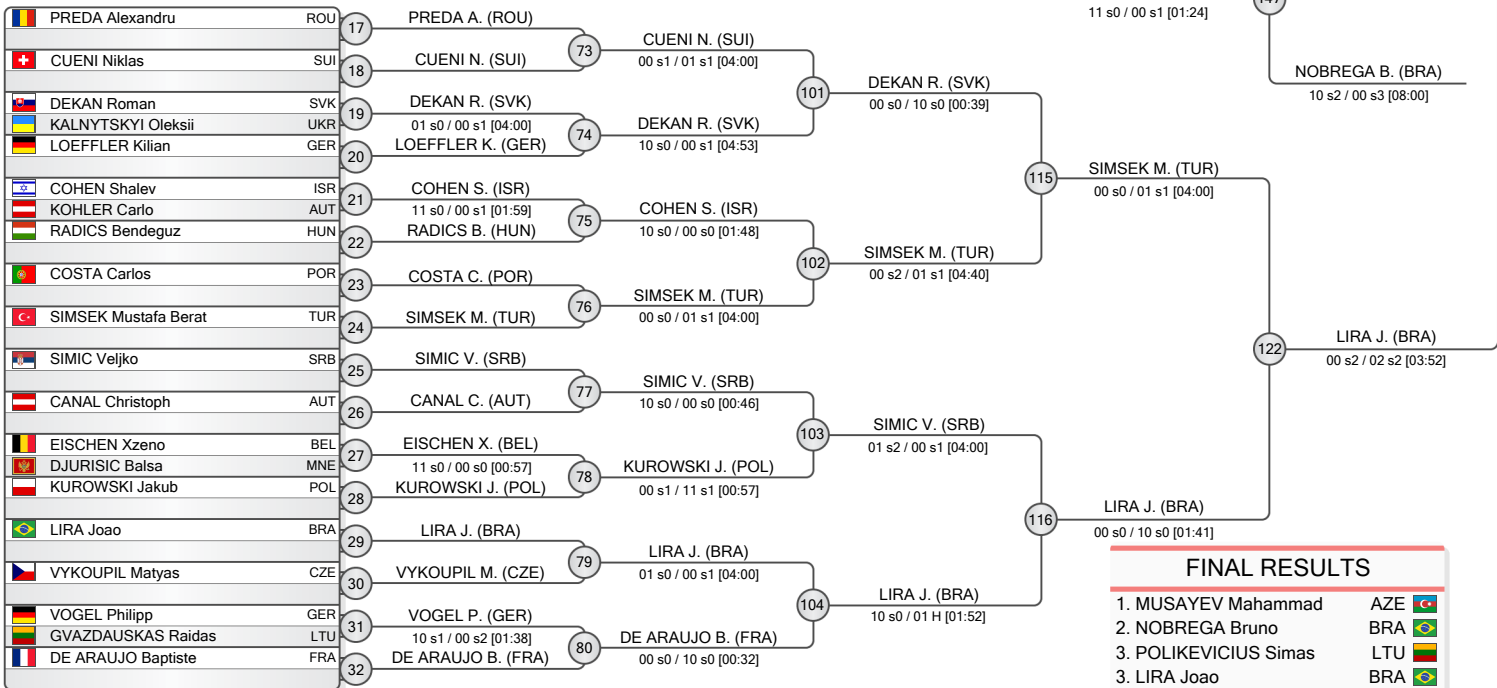 PREDA Alexandru ROU
CUENI Niklas SUI
DEKAN Roman SVK
KALNYTSKYI Oleksii UKR
LOEFFLER Kilian GER
COHEN Shalev ISR
KOHLER Carlo AUT
RADICS Bendeguz HUN
COSTA Carlos POR
SIMSEK Mustafa Berat TUR
SIMIC Veljko SRB
CANAL Christoph AUT
EISCHEN Xzeno BEL
DJURISIC Balsa MNE
KUROWSKI Jakub POL
LIRA Joao BRA
VYKOUPIL Matyas CZE
VOGEL Philipp GER
GVAZDAUSKAS Raidas LTU
DE ARAUJO Baptiste FRA
17
18
19
20
21
22
23
24
25
26
27
28
29
30
31
32
PREDA A. (ROU)
CUENI N. (SUI)
DEKAN R. (SVK)
01 s0 / 00 s1 [04:00]
LOEFFLER K. (GER)
COHEN S. (ISR)
11 s0 / 00 s1 [01:59]
RADICS B. (HUN)
COSTA C. (POR)
SIMSEK M. (TUR)
SIMIC V. (SRB)
CANAL C. (AUT)
EISCHEN X. (BEL)
11 s0 / 00 s0 [00:57]
KUROWSKI J. (POL)
LIRA J. (BRA)
VYKOUPIL M. (CZE)
VOGEL P. (GER)
10 s1 / 00 s2 [01:38]
DE ARAUJO B. (FRA)
73
74
75
76
77
78
79
80
CUENI N. (SUI)
00 s1 / 01 s1 [04:00]
DEKAN R. (SVK)
10 s0 / 00 s1 [04:53]
COHEN S. (ISR)
10 s0 / 00 s0 [01:48]
SIMSEK M. (TUR)
00 s0 / 01 s1 [04:00]
SIMIC V. (SRB)
10 s0 / 00 s0 [00:46]
KUROWSKI J. (POL)
00 s1 / 11 s1 [00:57]
LIRA J. (BRA)
01 s0 / 00 s1 [04:00]
DE ARAUJO B. (FRA)
00 s0 / 10 s0 [00:32]
101
102
103
104
DEKAN R. (SVK)
00 s0 / 10 s0 [00:39]
SIMSEK M. (TUR)
00 s2 / 01 s1 [04:40]
SIMIC V. (SRB)
01 s2 / 00 s1 [04:00]
LIRA J. (BRA)
10 s0 / 01 H [01:52]
115
116
11 s0 / 00 s1 [01:24]
SIMSEK M. (TUR)
00 s0 / 01 s1 [04:00]
LIRA J. (BRA)
00 s0 / 10 s0 [01:41]
122
NOBREGA B. (BRA)
10 s2 / 00 s3 [08:00]
LIRA J. (BRA)
00 s2 / 02 s2 [03:52]
FINAL RESULTS
1. MUSAYEV Mahammad AZE
2. NOBREGA Bruno BRA
3. POLIKEVICIUS Simas LTU
3. LIRA Joao BRA